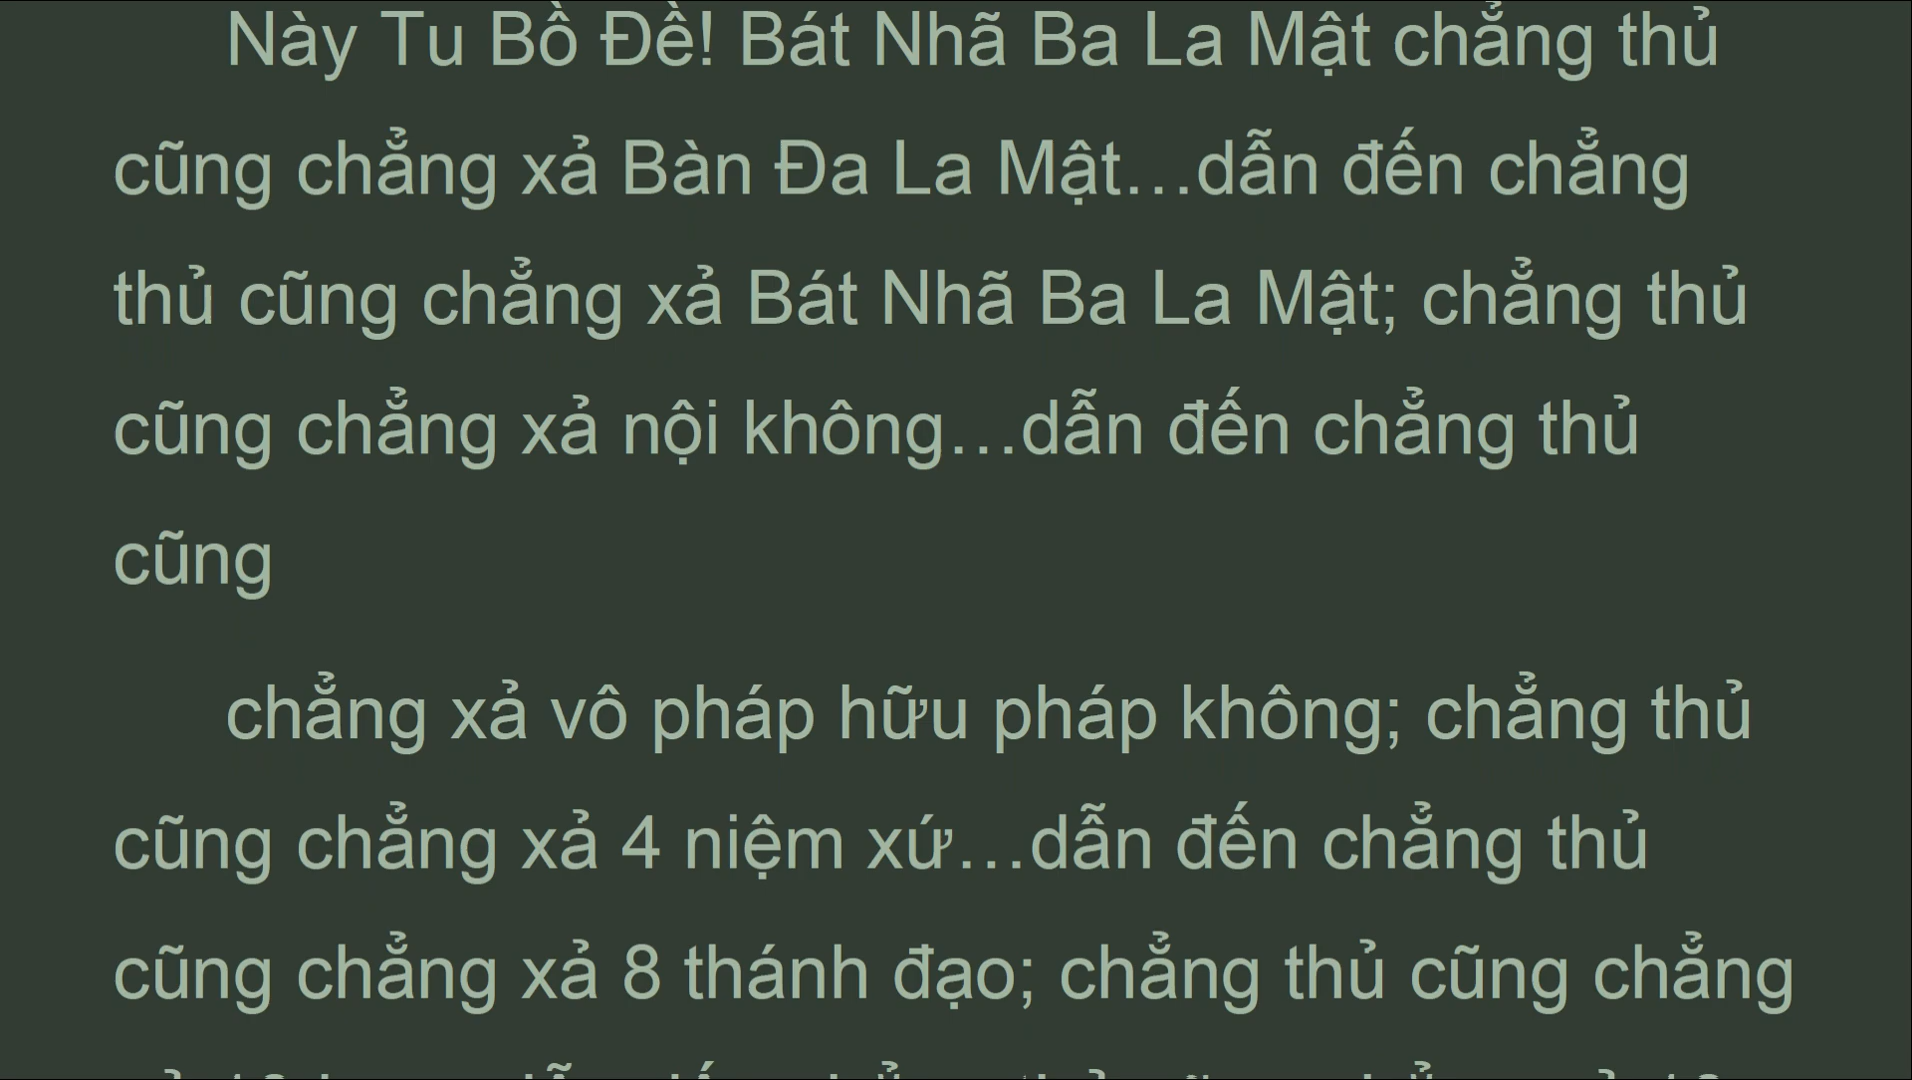 Này Tu Bồ Đề! Bát Nhã Ba La Mật chẳng thủ
cũng chẳng xả Bàn Đa La Mật…dẫn đến chẳng
thủ cũng chẳng xả Bát Nhã Ba La Mật; chẳng thủ
cũng chẳng xả nội không…dẫn đến chẳng thủ
cũng
chẳng xả vô pháp hữu pháp không; chẳng thủ
cũng chẳng xả 4 niệm xứ…dẫn đến chẳng thủ
cũng chẳng xả 8 thánh đạo; chẳng thủ cũng chẳng